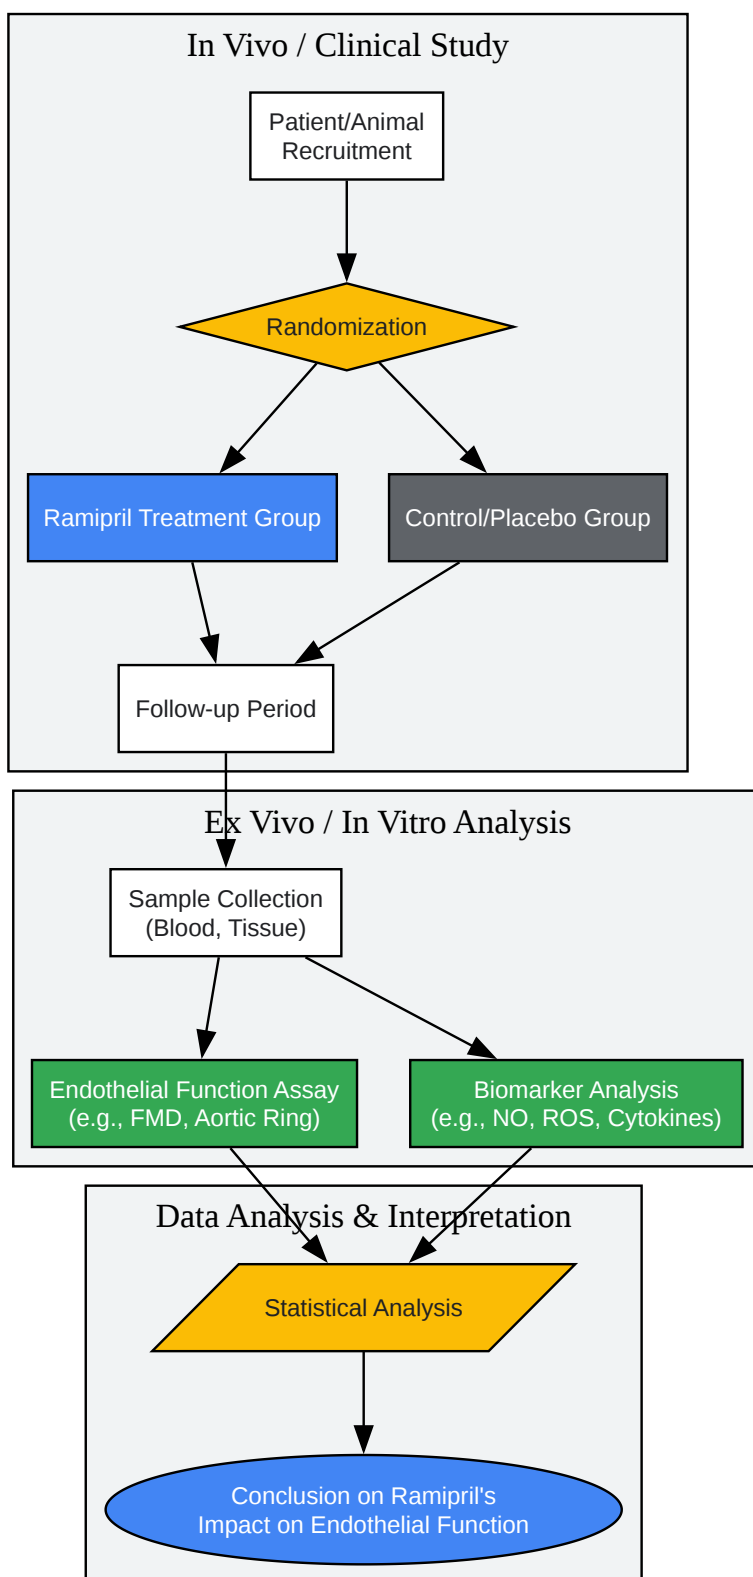 In Vivo / Clinical Study
Patient/Animal
Recruitment
Randomization
Ramipril Treatment Group
Control/Placebo Group
Follow-up Period
Ex Vivo / In Vitro Analysis
Sample Collection
(Blood, Tissue)
Endothelial Function Assay
(e.g., FMD, Aortic Ring)
Biomarker Analysis
(e.g., NO, ROS, Cytokines)
Data Analysis & Interpretation
Statistical Analysis
Conclusion on Ramipril's
Impact on Endothelial Function